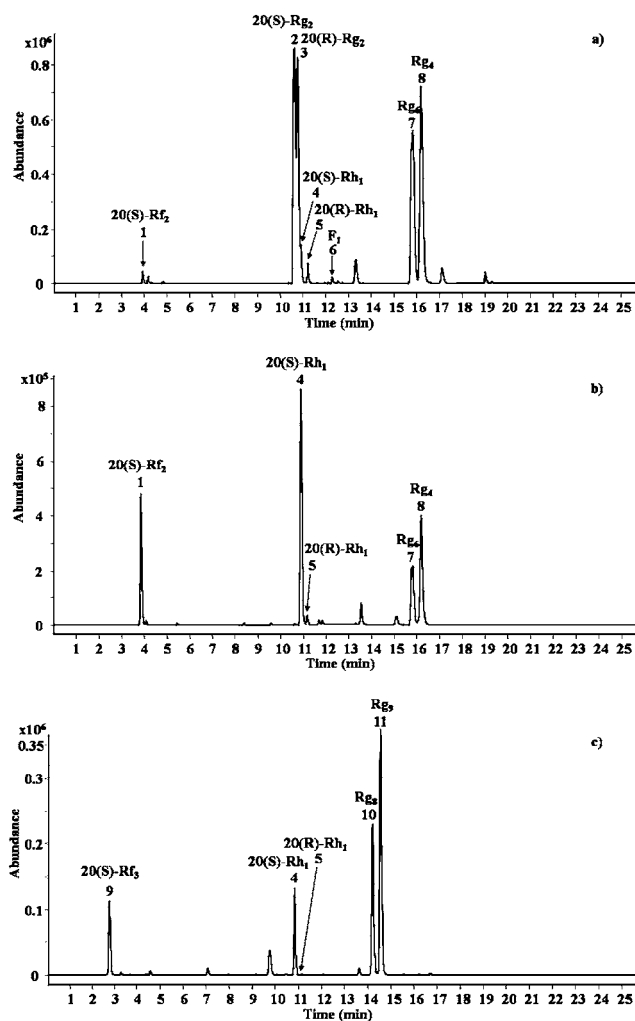 x10⁶
20(S)-Rg₂
a)
2 20(R)-Rg₂
3
0.8
Rg₄
8
Rg₆
7
0.6
0.4
20(S)-Rh₁
4
20(R)-Rh₁
5
20(S)-Rf₂
1
F₁
6
0.2
0
Abundance
1 2 3 4 5 6 7 8 9 10 11 12 13 14 15 16 17 18 19 20 21 22 23 24 25
Time (min)
x10⁵
20(S)-Rh₁
4
b)
8
6
20(S)-Rf₂
1
Rg₄
8
4
20(R)-Rh₁
5
Rg₆
7
2
0
Abundance
1 2 3 4 5 6 7 8 9 10 11 12 13 14 15 16 17 18 19 20 21 22 23 24 25
Time (min)
x10⁶
Rg₉
11
c)
0.35
0.3
Rg₈
10
0.2
20(R)-Rh₁
5
20(S)-Rh₁
4
20(S)-Rf₃
9
0.1
0
Abundance
1 2 3 4 5 6 7 8 9 10 11 12 13 14 15 16 17 18 19 20 21 22 23 24 25
Time (min)